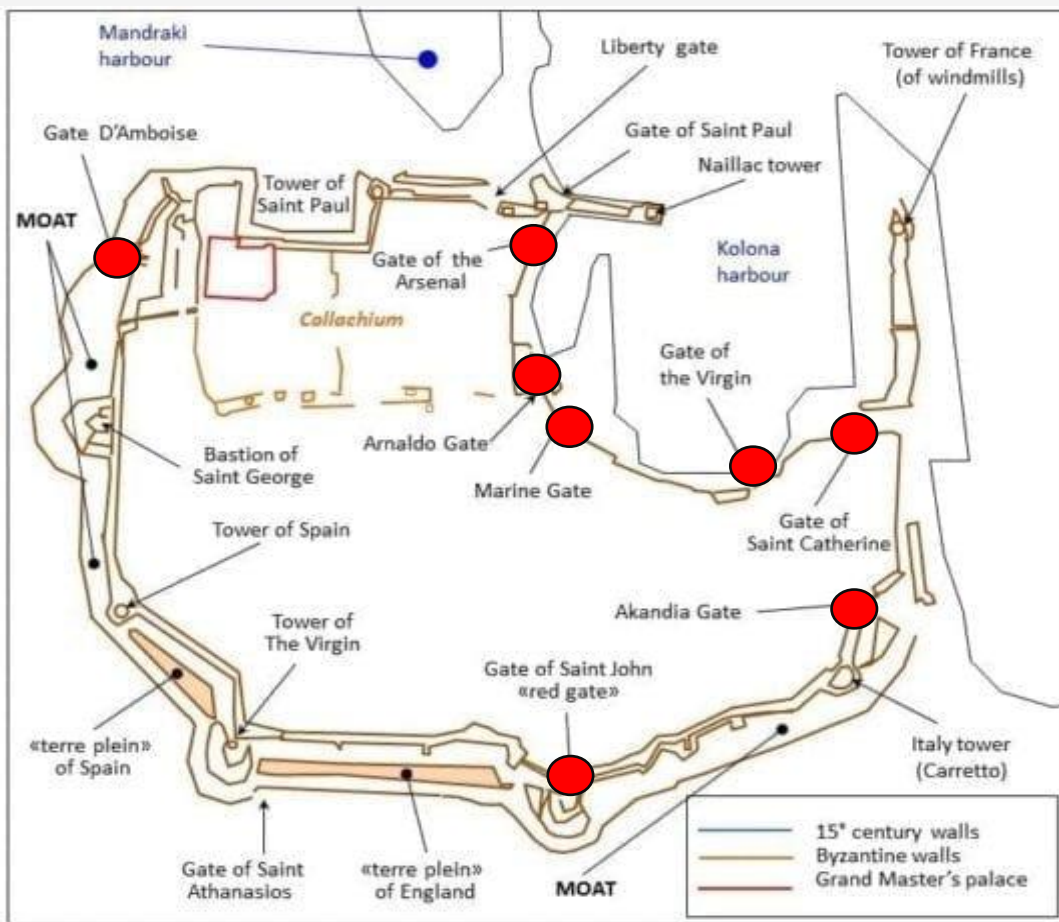 Mandraki
harbour
Liberty gate
Tower of France
(of windmills)
Gate D'Amboise
Gate of Saint Paul
Naillac tower
Tower of
Saint Paul
MOAT
Gate of the
Arsenal
Kolona
harbour
Collachium
Gate of
the Virgin
Arnaldo Gate
Bastion of
Saint George
Marine Gate
Gate of
Saint Catherine
Tower of Spain
Akandia Gate
Tower of
The Virgin
Gate of Saint John
«red gate»
«terre plein»
of Spain
Italy tower
(Carretto)
Gate of Saint
Athanasios
«terre plein»
of England
MOAT
15° century walls
Byzantine walls
Grand Master's palace